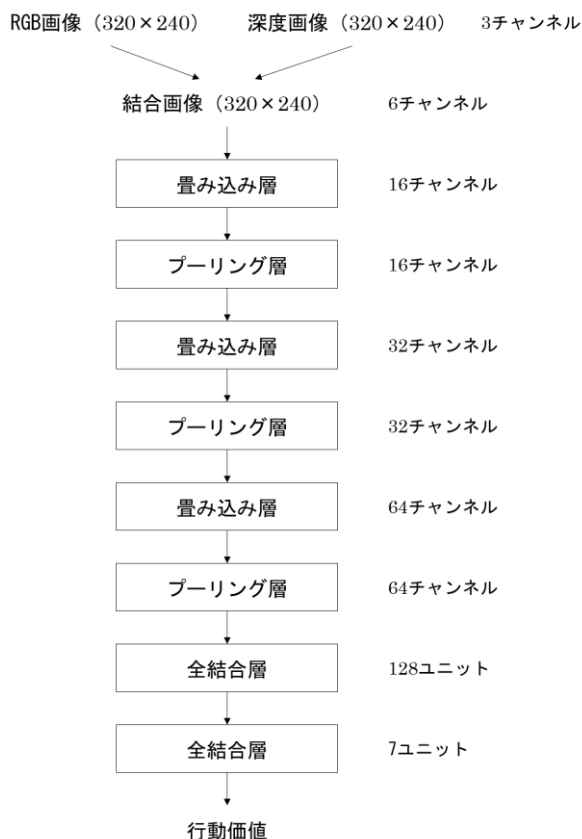 RGB画像（320×240） 深度画像（320×240） 3チャンネル
結合画像（320×240） 6チャンネル
畳み込み層 16チャンネル
プーリング層 16チャンネル
畳み込み層 32チャンネル
プーリング層 32チャンネル
畳み込み層 64チャンネル
プーリング層 64チャンネル
全結合層 128ユニット
全結合層 7ユニット
行動価値